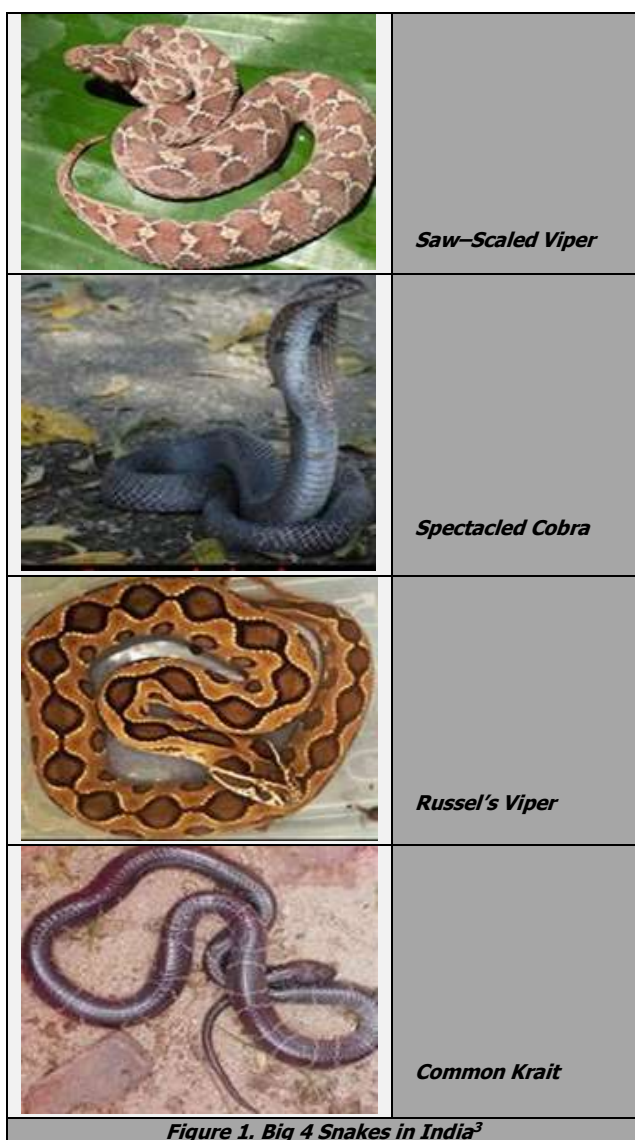 Saw–Scaled Viper
Spectacled Cobra
Russel's Viper
Common Krait
Figure 1. Big 4 Snakes in India³